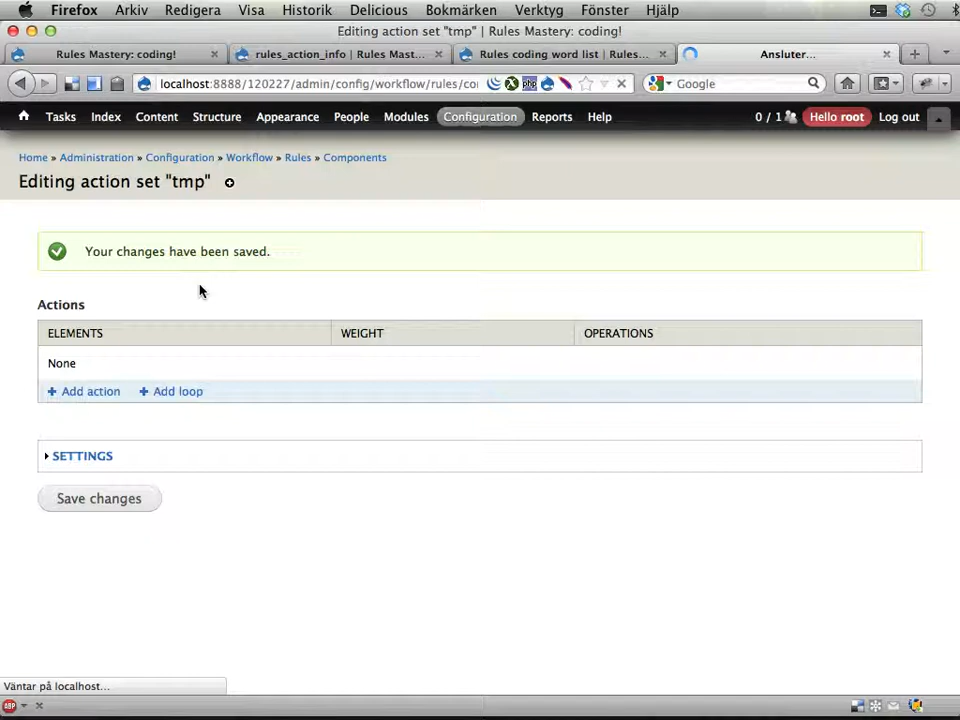 Firefox Arkiv Redigera Visa Historik Delicious Bokmärken Verktyg Fönster Hjälp
Editing action set "tmp" | Rules Mastery: coding!
Rules Mastery: coding! rules_action_info | Rules Mast... Rules coding word list | Rules... Ansluter...
localhost:8888/120227/admin/config/workflow/rules/co Google
Tasks Index Content Structure Appearance People Modules Configuration Reports Help 0 / 1 Hello root Log out
Home » Administration » Configuration » Workflow » Rules » Components
Editing action set "tmp"
Your changes have been saved.
Actions
ELEMENTS WEIGHT OPERATIONS
None
+ Add action + Add loop
SETTINGS
Save changes
Väntar på localhost...
ABP